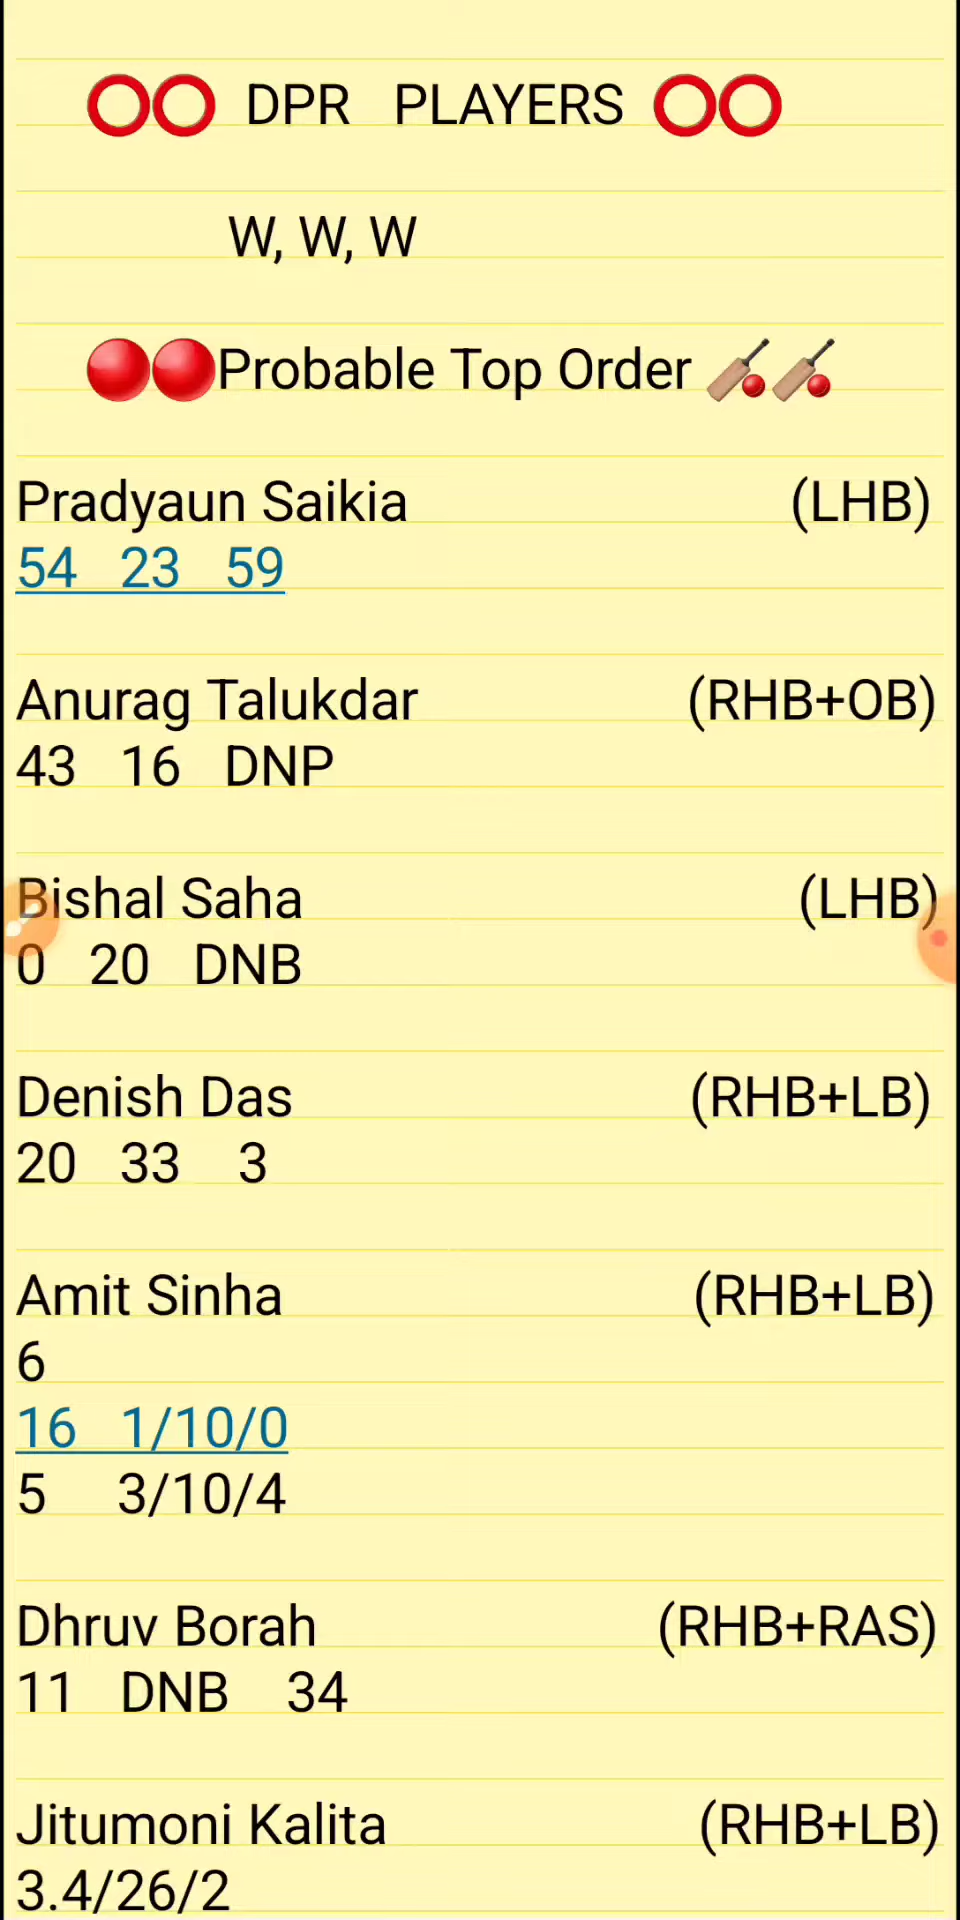 ⭕⭕ DPR PLAYERS ⭕⭕
W, W, W
🔴🔴Probable Top Order 🏏🏏
Pradyaun Saikia (LHB)
54 23 59
Anurag Talukdar (RHB+OB)
43 16 DNP
Bishal Saha (LHB)
0 20 DNB
Denish Das (RHB+LB)
20 33 3
Amit Sinha (RHB+LB)
6
16 1/10/0
5 3/10/4
Dhruv Borah (RHB+RAS)
11 DNB 34
Jitumoni Kalita (RHB+LB)
3.4/26/2